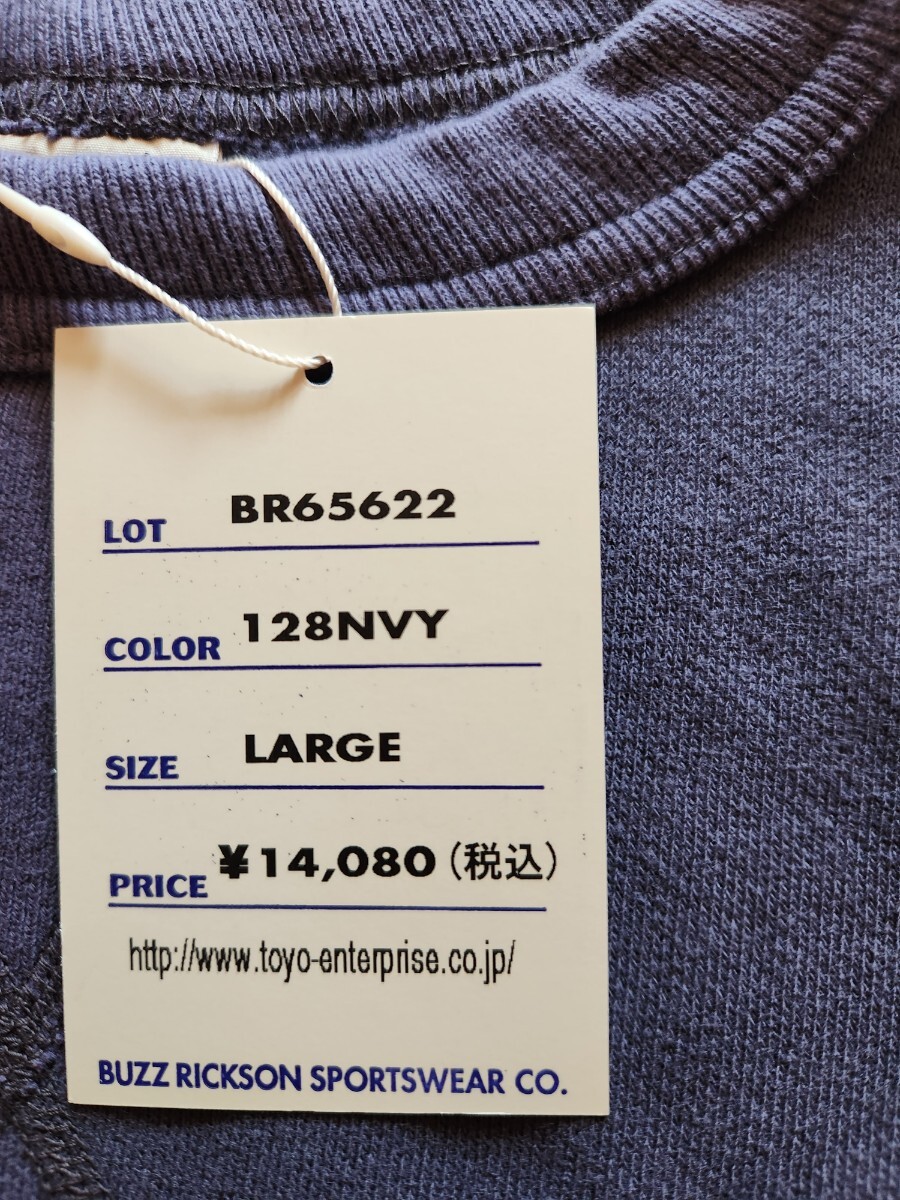 LOT BR65622
COLOR 128NVY
SIZE LARGE
PRICE ¥14,080(税込)
http://www.toyo-enterprise.co.jp/
BUZZ RICKSON SPORTSWEAR CO.